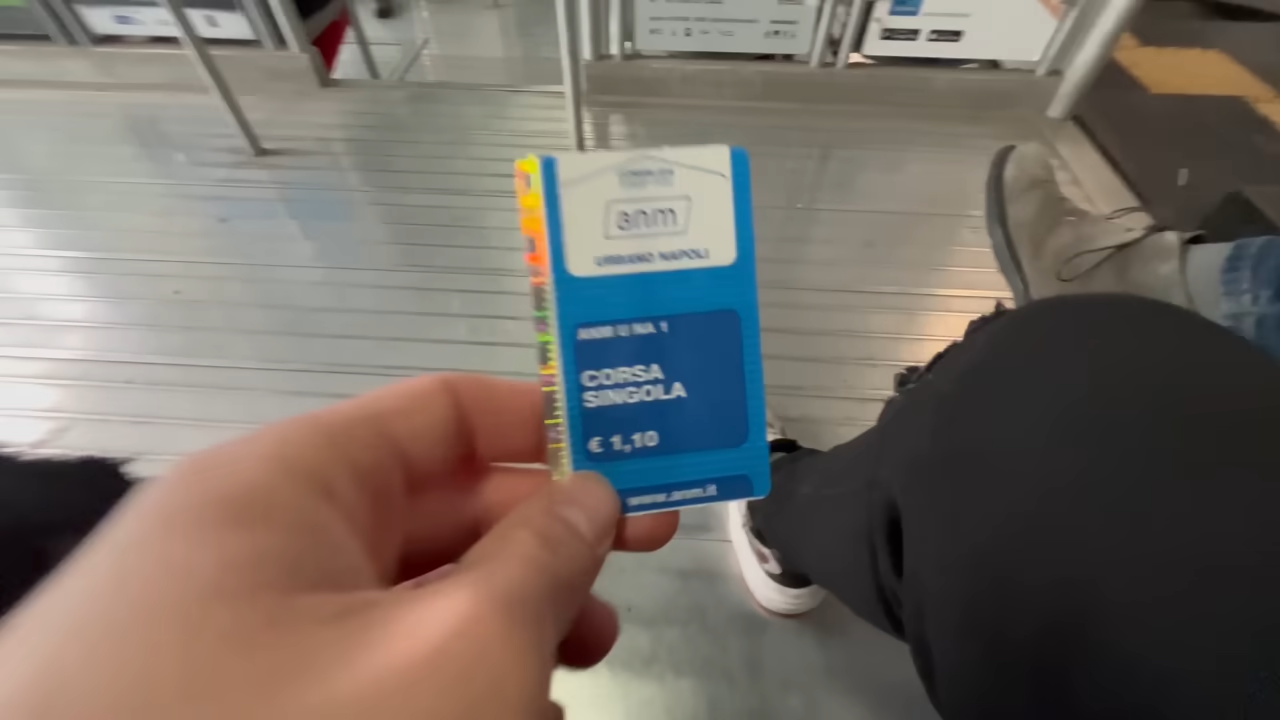 anm
URBANO NAPOLI
ANM U NA 1
CORSA
SINGOLA
€ 1,10
www.anm.it